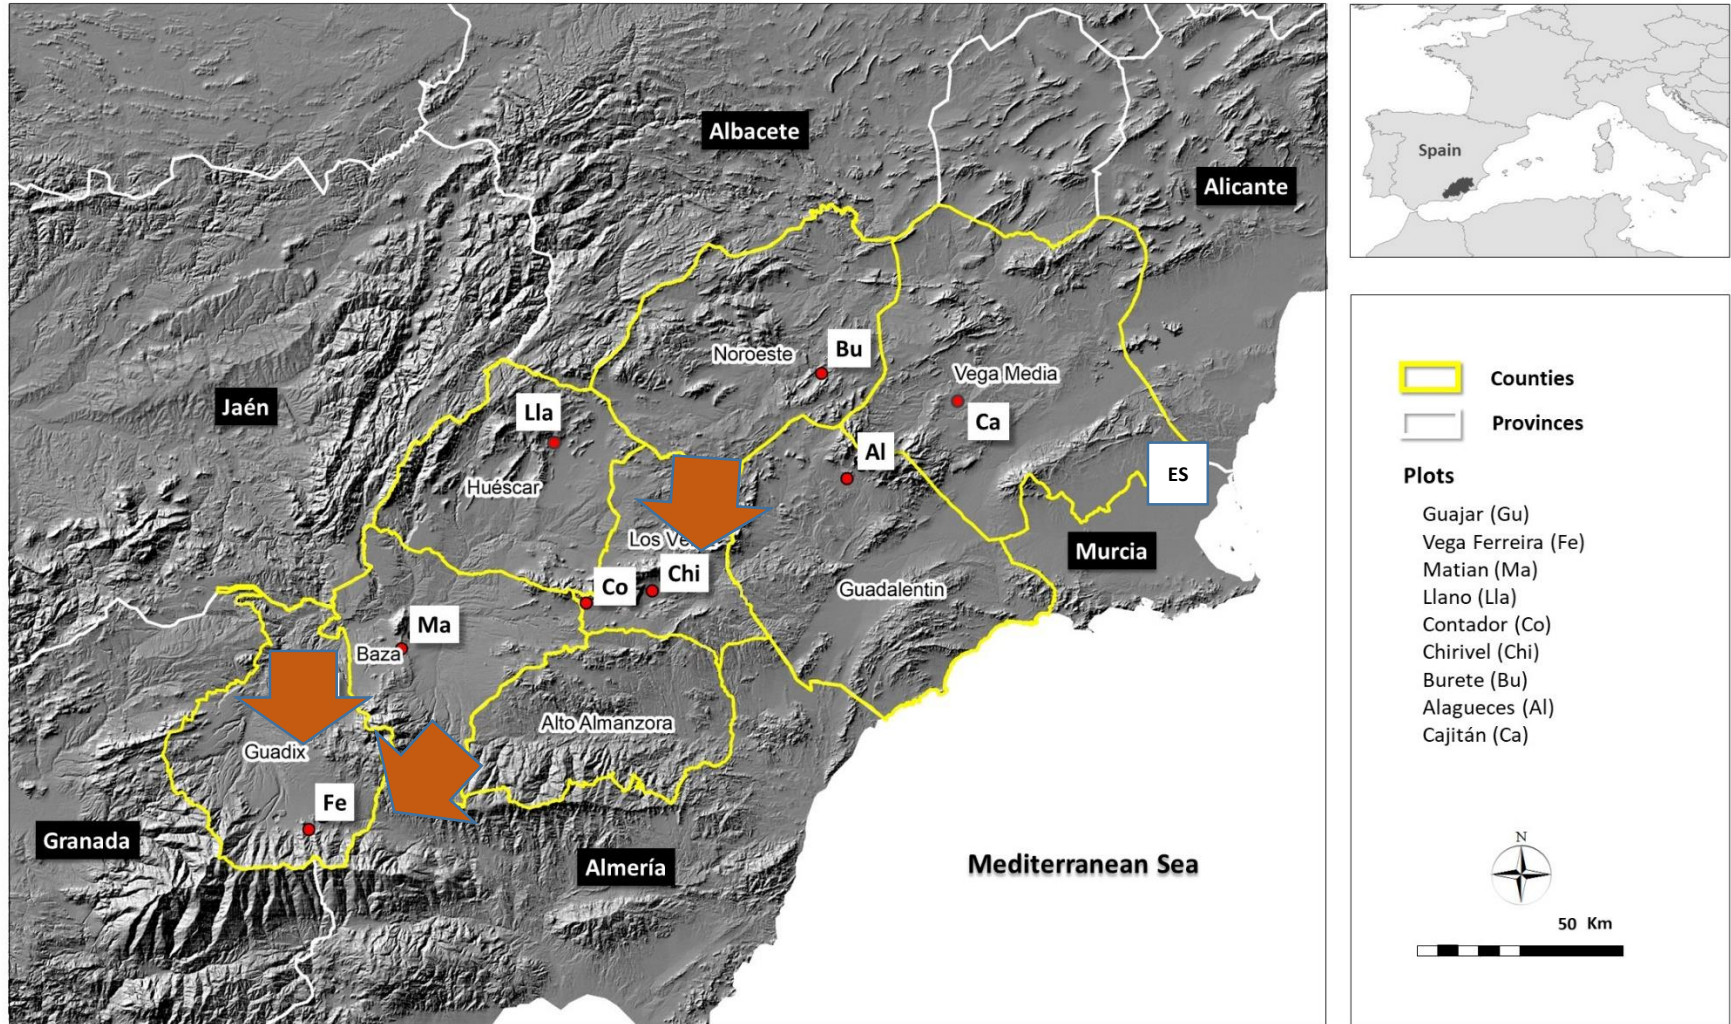 Albacete
Alicante
Jaén
Noroeste
Bu
Vega Media
Ca
Lla
Al
Huéscar
ES
Murcia
Co
Chi
Guadalentin
Ma
Baza
Alto Almanzora
Guadix
Fe
Granada
Almería
Mediterranean Sea
Spain
Counties
Provinces
Plots
Guajar (Gu)
Vega Ferreira (Fe)
Matian (Ma)
Llano (Lla)
Contador (Co)
Chirivel (Chi)
Burete (Bu)
Alagueces (Al)
Cajitán (Ca)
N
50 Km